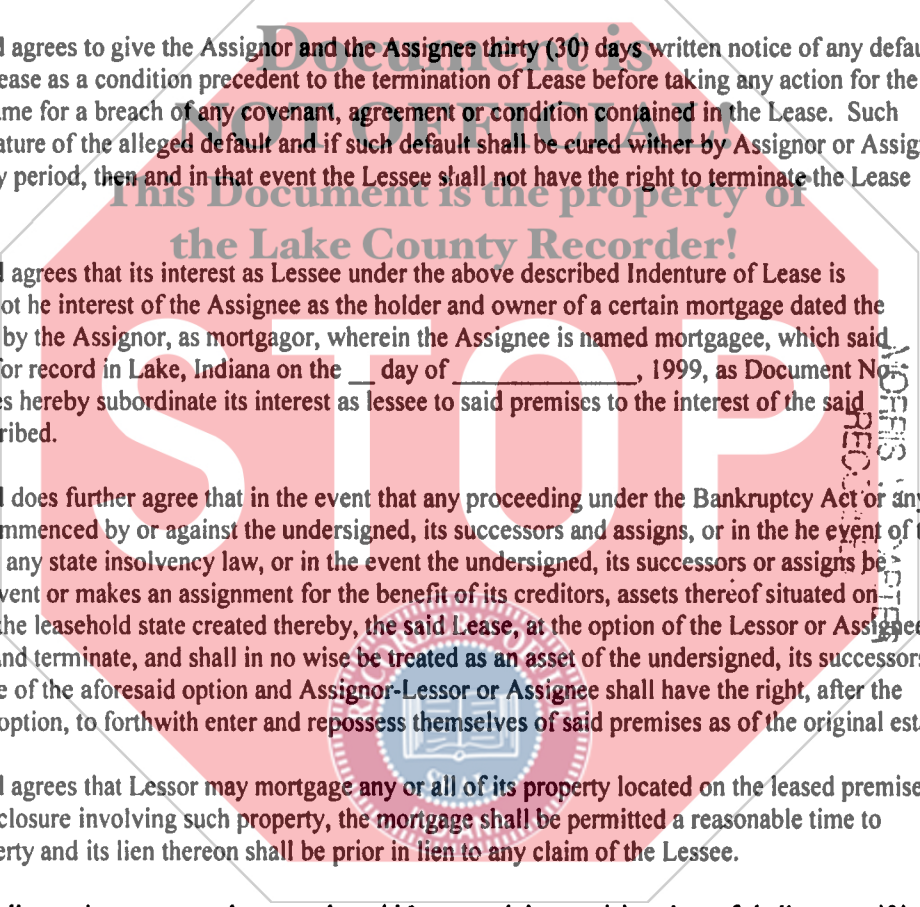 Document is
NOT OFFICIAL!
This Document is the property of
the Lake County Recorder!
STOP
agrees to give the Assignor and the Assignee thirty (30) days written notice of any defau
ease as a condition precedent to the termination of Lease before taking any action for the
me for a breach of any covenant, agreement or condition contained in the Lease. Such
ature of the alleged default and if such default shall be cured wither by Assignor or Assig
y period, then and in that event the Lessee shall not have the right to terminate the Lease
agrees that its interest as Lessee under the above described Indenture of Lease is
ot he interest of the Assignee as the holder and owner of a certain mortgage dated the
by the Assignor, as mortgagor, wherein the Assignee is named mortgagee, which said
or record in Lake, Indiana on the __ day of ______________, 1999, as Document No.
es hereby subordinate its interest as lessee to said premises to the interest of the said
ribed.
does further agree that in the event that any proceeding under the Bankruptcy Act or any
mmenced by or against the undersigned, its successors and assigns, or in the he event of
any state insolvency law, or in the event the undersigned, its successors or assigns be
vent or makes an assignment for the benefit of its creditors, assets thereof situated on
the leasehold state created thereby, the said Lease, at the option of the Lessor or Assignee
nd terminate, and shall in no wise be treated as an asset of the undersigned, its successors
e of the aforesaid option and Assignor-Lessor or Assignee shall have the right, after the
option, to forthwith enter and repossess themselves of said premises as of the original est
agrees that Lessor may mortgage any or all of its property located on the leased premise
closure involving such property, the mortgage shall be permitted a reasonable time to
erty and its lien thereon shall be prior in lien to any claim of the Lessee.